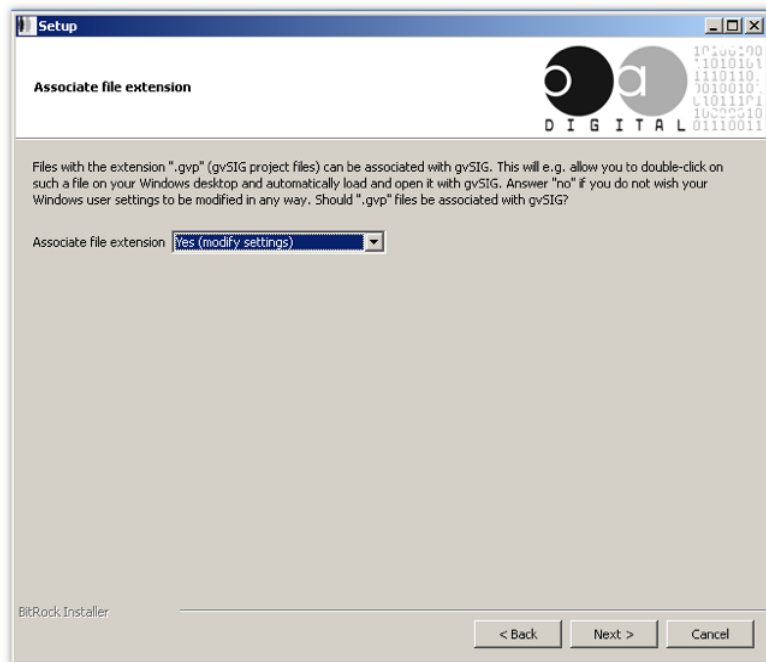 Setup
Associate file extension
DIGITAL
Files with the extension ".gvp" (gvSIG project files) can be associated with gvSIG. This will e.g. allow you to double-click on
such a file on your Windows desktop and automatically load and open it with gvSIG. Answer "no" if you do not wish your
Windows user settings to be modified in any way. Should ".gvp" files be associated with gvSIG?
Associate file extension Yes (modify settings)
BitRock Installer
< Back Next > Cancel